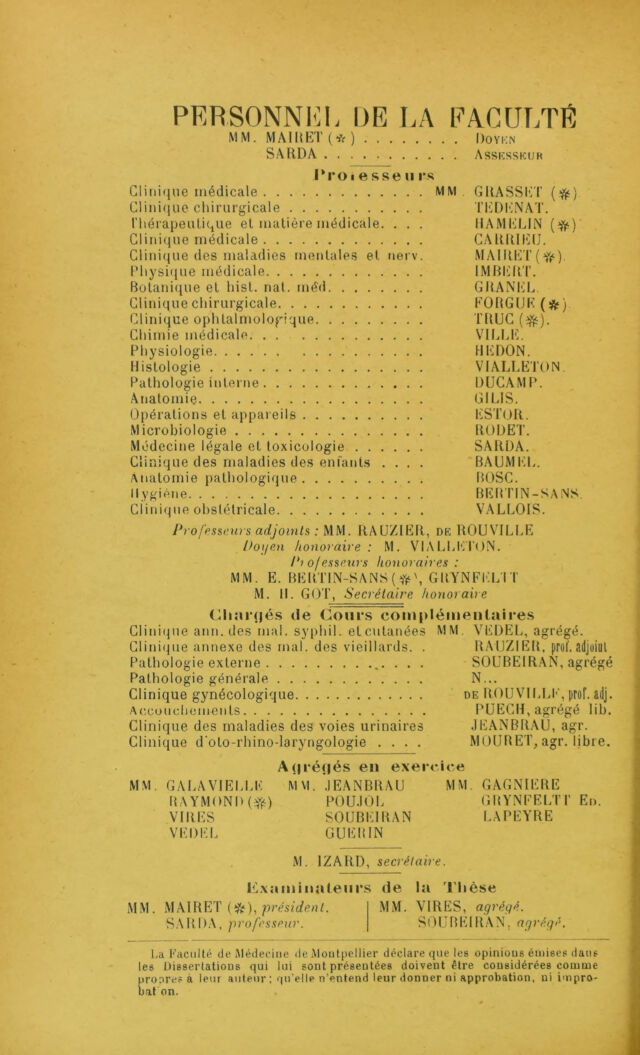 PERSONNEL DE LA FACULTÉ
MM. MAIRET (✻) . . . . . . . . DOYEN
SARDA . . . . . . . . . . . ASSESSEUR
Professeurs
Clinique médicale . . . . . . . . . . . . . MM. GRASSET (✻)
Clinique chirurgicale . . . . . . . . . . . TEDENAT.
Thérapeutique et matière médicale. . . . HAMELIN (✻)
Clinique médicale . . . . . . . . . . . . . CARRIEU.
Clinique des maladies mentales et nerv. MAIRET (✻).
Physique médicale. . . . . . . . . . . . . IMBERT.
Botanique et hist. nat. méd. . . . . . . . GRANEL.
Clinique chirurgicale. . . . . . . . . . . . FORGUE (✻)
Clinique ophtalmologique. . . . . . . . . TRUC (✻).
Chimie médicale. . . . . . . . . . . . . . VILLE.
Physiologie. . . . . . . . . . . . . . . . HEDON.
Histologie . . . . . . . . . . . . . . . . VIALLETON.
Pathologie interne . . . . . . . . . . . . DUCAMP.
Anatomie. . . . . . . . . . . . . . . . . GILIS.
Opérations et appareils . . . . . . . . . . ESTOR.
Microbiologie . . . . . . . . . . . . . . . RODET.
Médecine légale et toxicologie . . . . . . SARDA.
Clinique des maladies des enfants . . . . BAUMEL.
Anatomie pathologique . . . . . . . . . . BOSC.
Hygiène. . . . . . . . . . . . . . . . . . BERTIN-SANS.
Clinique obstétricale. . . . . . . . . . . . VALLOIS.
Professeurs adjoints : MM. RAUZIER, DE ROUVILLE
Doyen honoraire : M. VIALLETON.
Professeurs honoraires :
MM. E. BERTIN-SANS (✻), GRYNFELTT
M. H. GOT, Secrétaire honoraire
Chargés de Cours complémentaires
Clinique ann. des mal. syphil. et cutanées MM. VEDEL, agrégé.
Clinique annexe des mal. des vieillards. . RAUZIER, prof. adjoint
Pathologie externe . . . . . . . . . . . . SOUBEIRAN, agrégé
Pathologie générale . . . . . . . . . . . N...
Clinique gynécologique. . . . . . . . . . . DE ROUVILLE, prof. adj.
Accouchements. . . . . . . . . . . . . . PUECH, agrégé lib.
Clinique des maladies des voies urinaires JEANBRAU, agr.
Clinique d'oto-rhino-laryngologie . . . . MOURET, agr. libre.
Agrégés en exercice
MM. GALAVIELLE MM. JEANBRAU MM. GAGNIERE
RAYMOND (✻) POUJOL GRYNFELTT ED.
VIRES SOUBEIRAN LAPEYRE
VEDEL GUERIN
M. IZARD, secrétaire.
Examinateurs de la Thèse
MM. MAIRET (✻), président. MM. VIRES, agrégé.
SARDA, professeur. SOUBEIRAN, agrégé.
La Faculté de Médecine de Montpellier déclare que les opinions émises dans
les Dissertations qui lui sont présentées doivent être considérées comme
propres à leur auteur ; qu'elle n'entend leur donner ni approbation, ni impro-
bation.